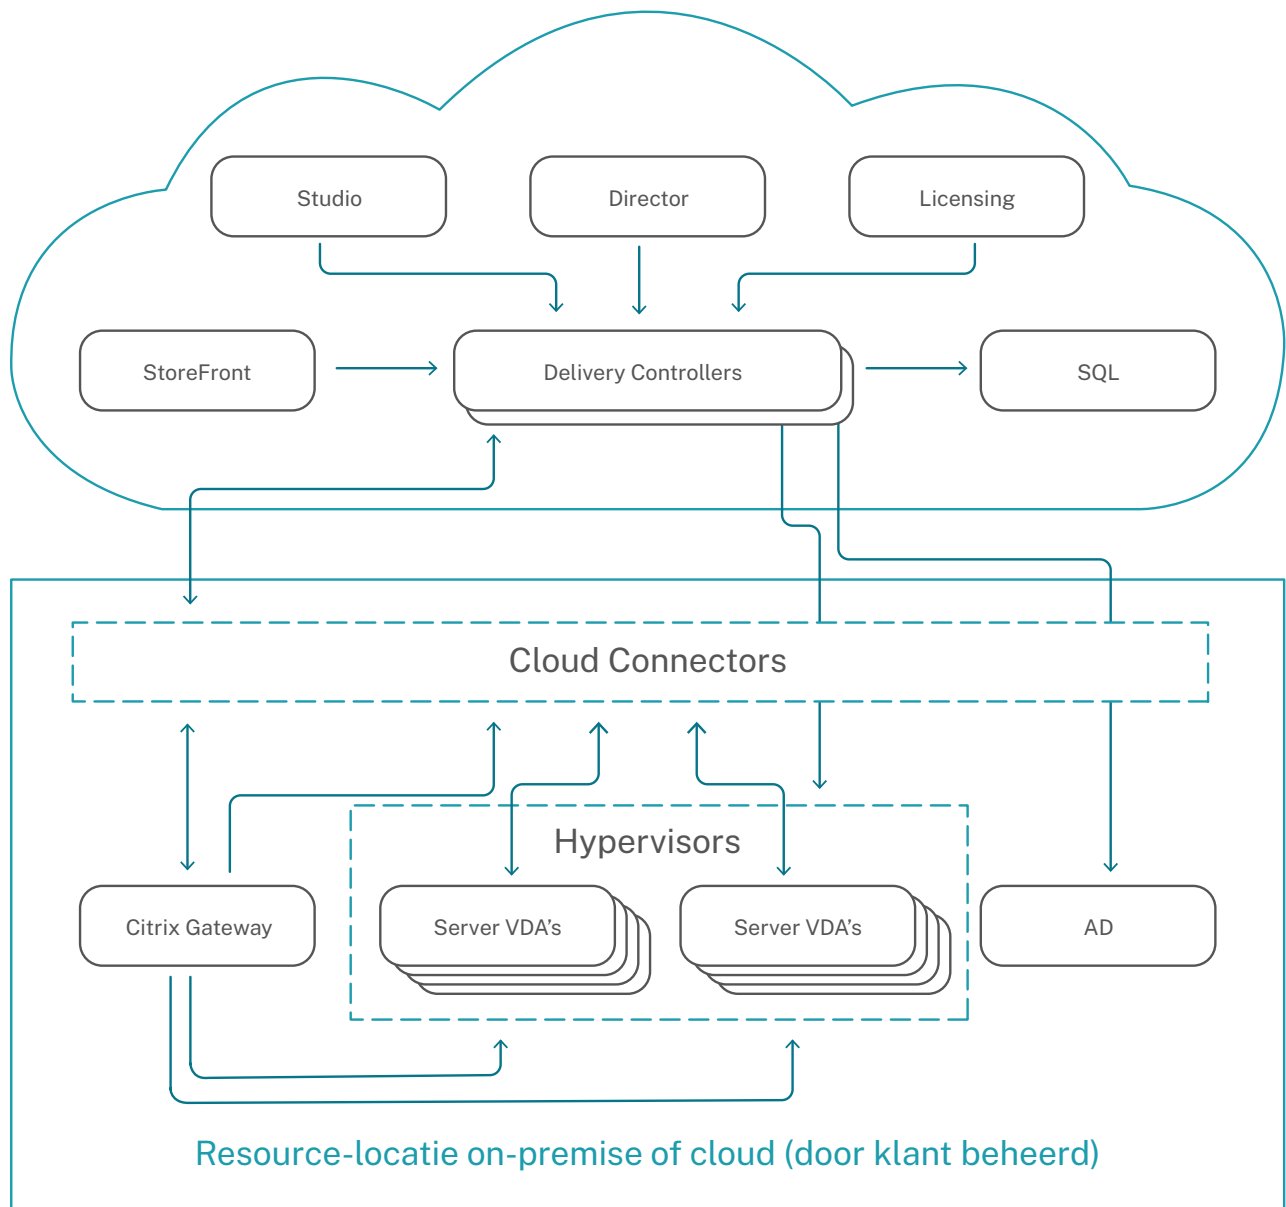 Studio
Director
Licensing
StoreFront
Delivery Controllers
SQL
Cloud Connectors
Hypervisors
Citrix Gateway
Server VDA’s
Server VDA’s
AD
Resource-locatie on-premise of cloud (door klant beheerd)